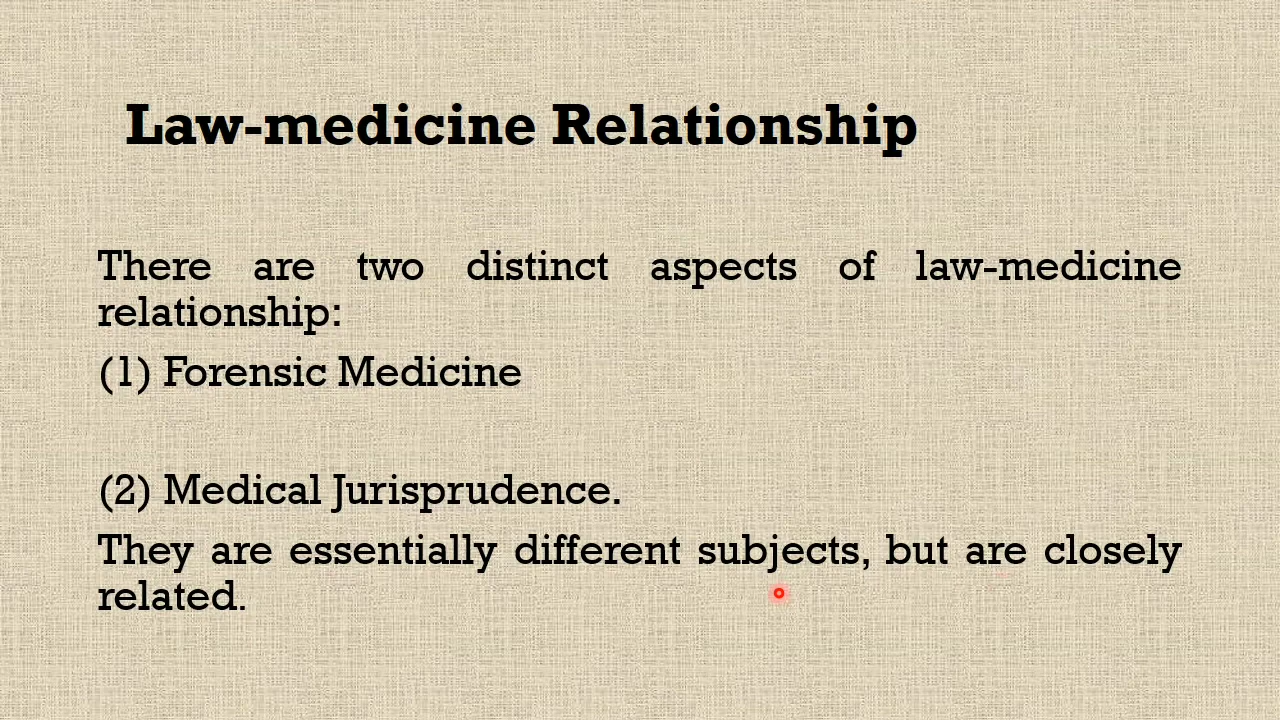 Law-medicine Relationship
There are two distinct aspects of law-medicine
relationship:
(1) Forensic Medicine
(2) Medical Jurisprudence.
They are essentially different subjects, but are closely
related.